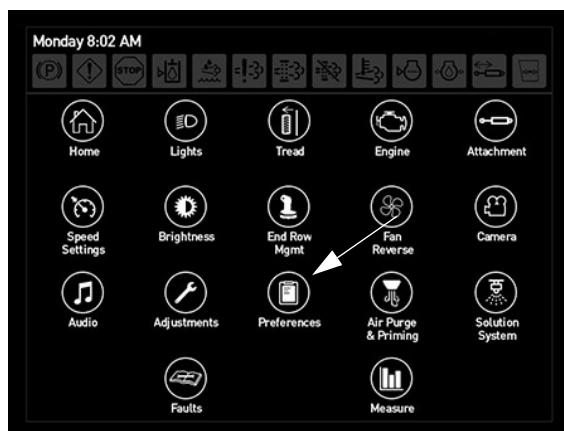 Monday 8:02 AM
(P) STOP
Home Lights Tread Engine Attachment
Speed Settings Brightness End Row Mgmt Fan Reverse Camera
Audio Adjustments Preferences Air Purge & Priming Solution System
Faults Measure